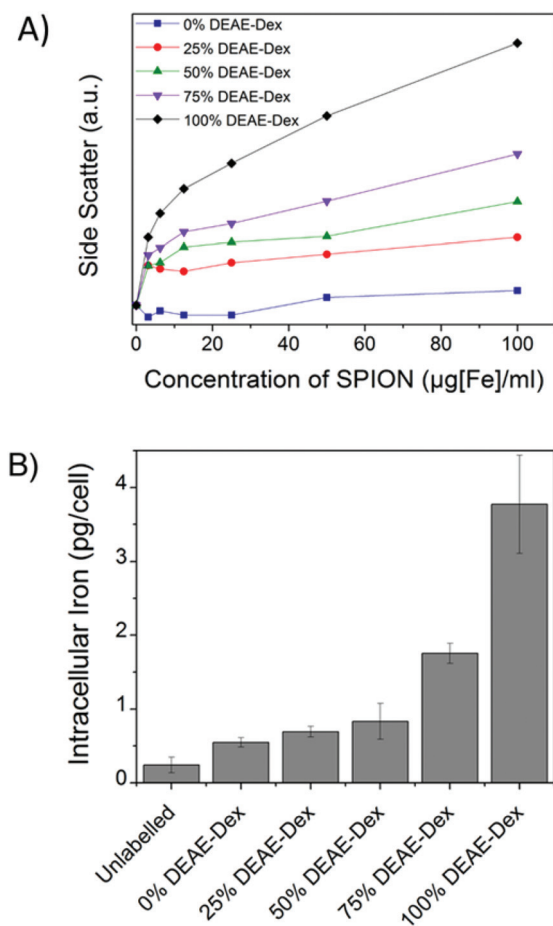 A)
0% DEAE-Dex
25% DEAE-Dex
50% DEAE-Dex
75% DEAE-Dex
100% DEAE-Dex
Side Scatter (a.u.)
0 20 40 60 80 100
Concentration of SPION (µg[Fe]/ml)
B)
Intracellular Iron (pg/cell)
4
3
2
1
0
Unlabelled
0% DEAE-Dex
25% DEAE-Dex
50% DEAE-Dex
75% DEAE-Dex
100% DEAE-Dex